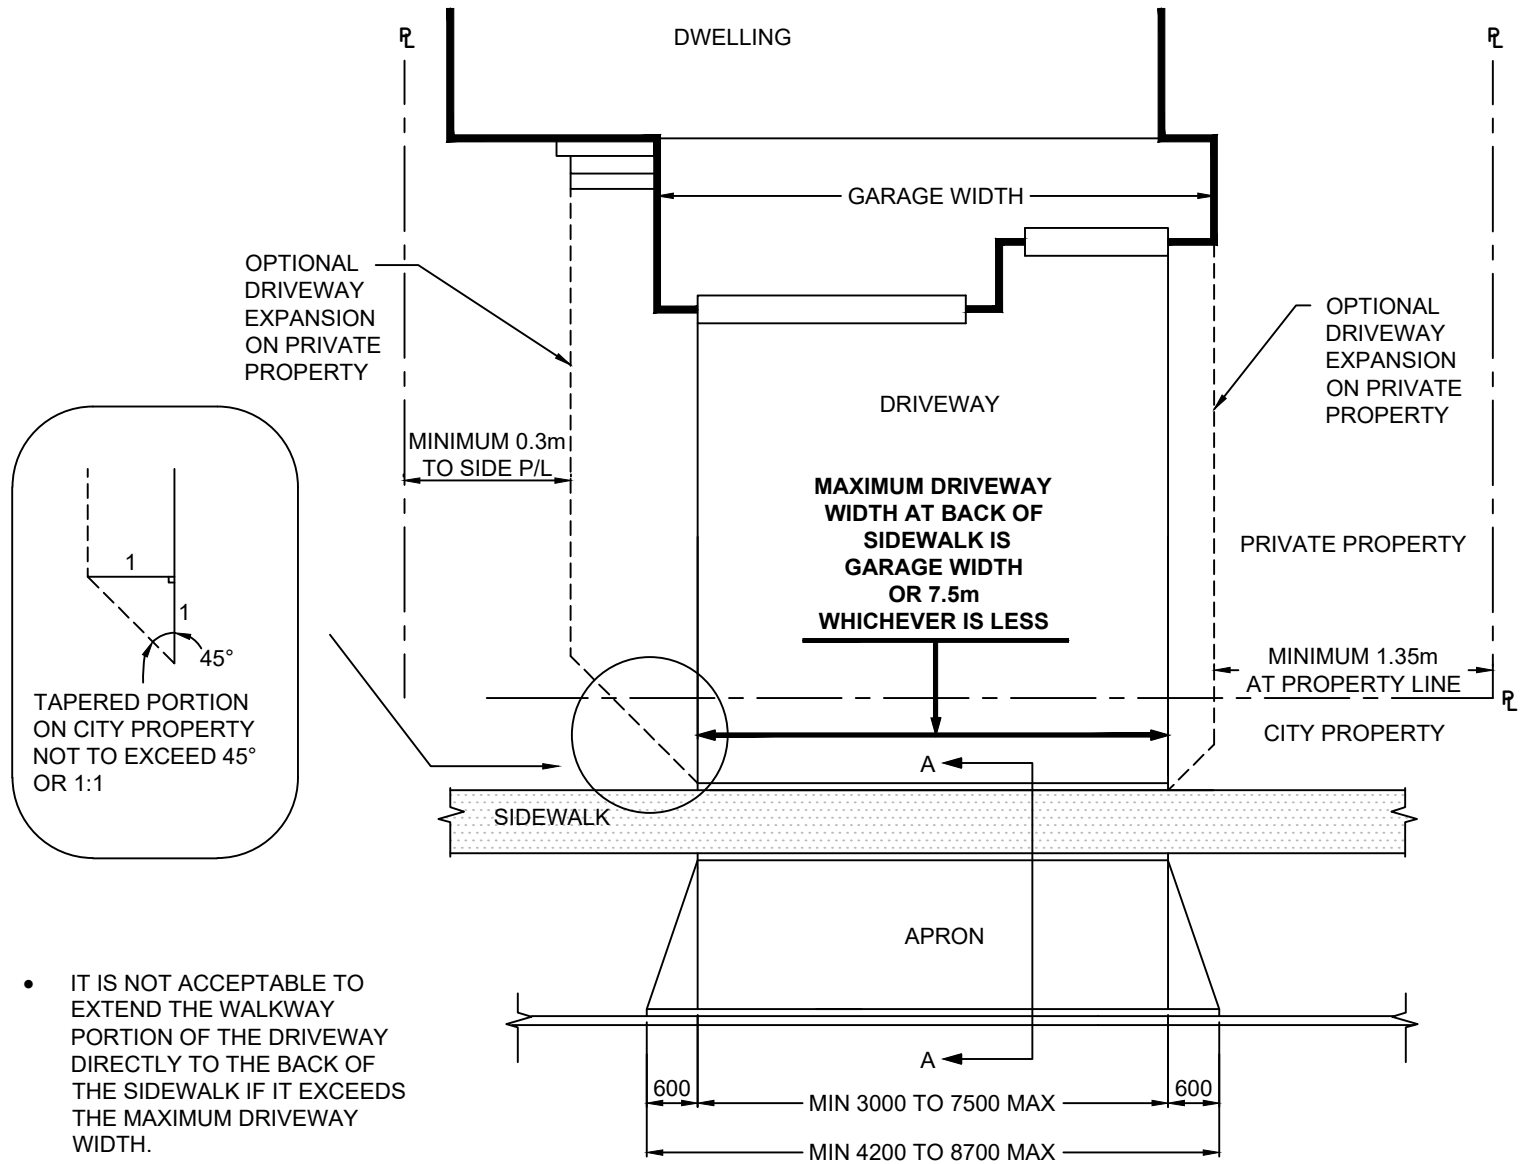 ℄
DWELLING
℄
GARAGE WIDTH
OPTIONAL
DRIVEWAY
EXPANSION
ON PRIVATE
PROPERTY
OPTIONAL
DRIVEWAY
EXPANSION
ON PRIVATE
PROPERTY
DRIVEWAY
MINIMUM 0.3m
TO SIDE P/L
MAXIMUM DRIVEWAY
WIDTH AT BACK OF
SIDEWALK IS
GARAGE WIDTH
OR 7.5m
WHICHEVER IS LESS
PRIVATE PROPERTY
1
1
45°
TAPERED PORTION
ON CITY PROPERTY
NOT TO EXCEED 45°
OR 1:1
MINIMUM 1.35m
AT PROPERTY LINE
℄
CITY PROPERTY
A
SIDEWALK
APRON
• IT IS NOT ACCEPTABLE TO
EXTEND THE WALKWAY
PORTION OF THE DRIVEWAY
DIRECTLY TO THE BACK OF
THE SIDEWALK IF IT EXCEEDS
THE MAXIMUM DRIVEWAY
WIDTH.
A
600
MIN 3000 TO 7500 MAX
600
MIN 4200 TO 8700 MAX